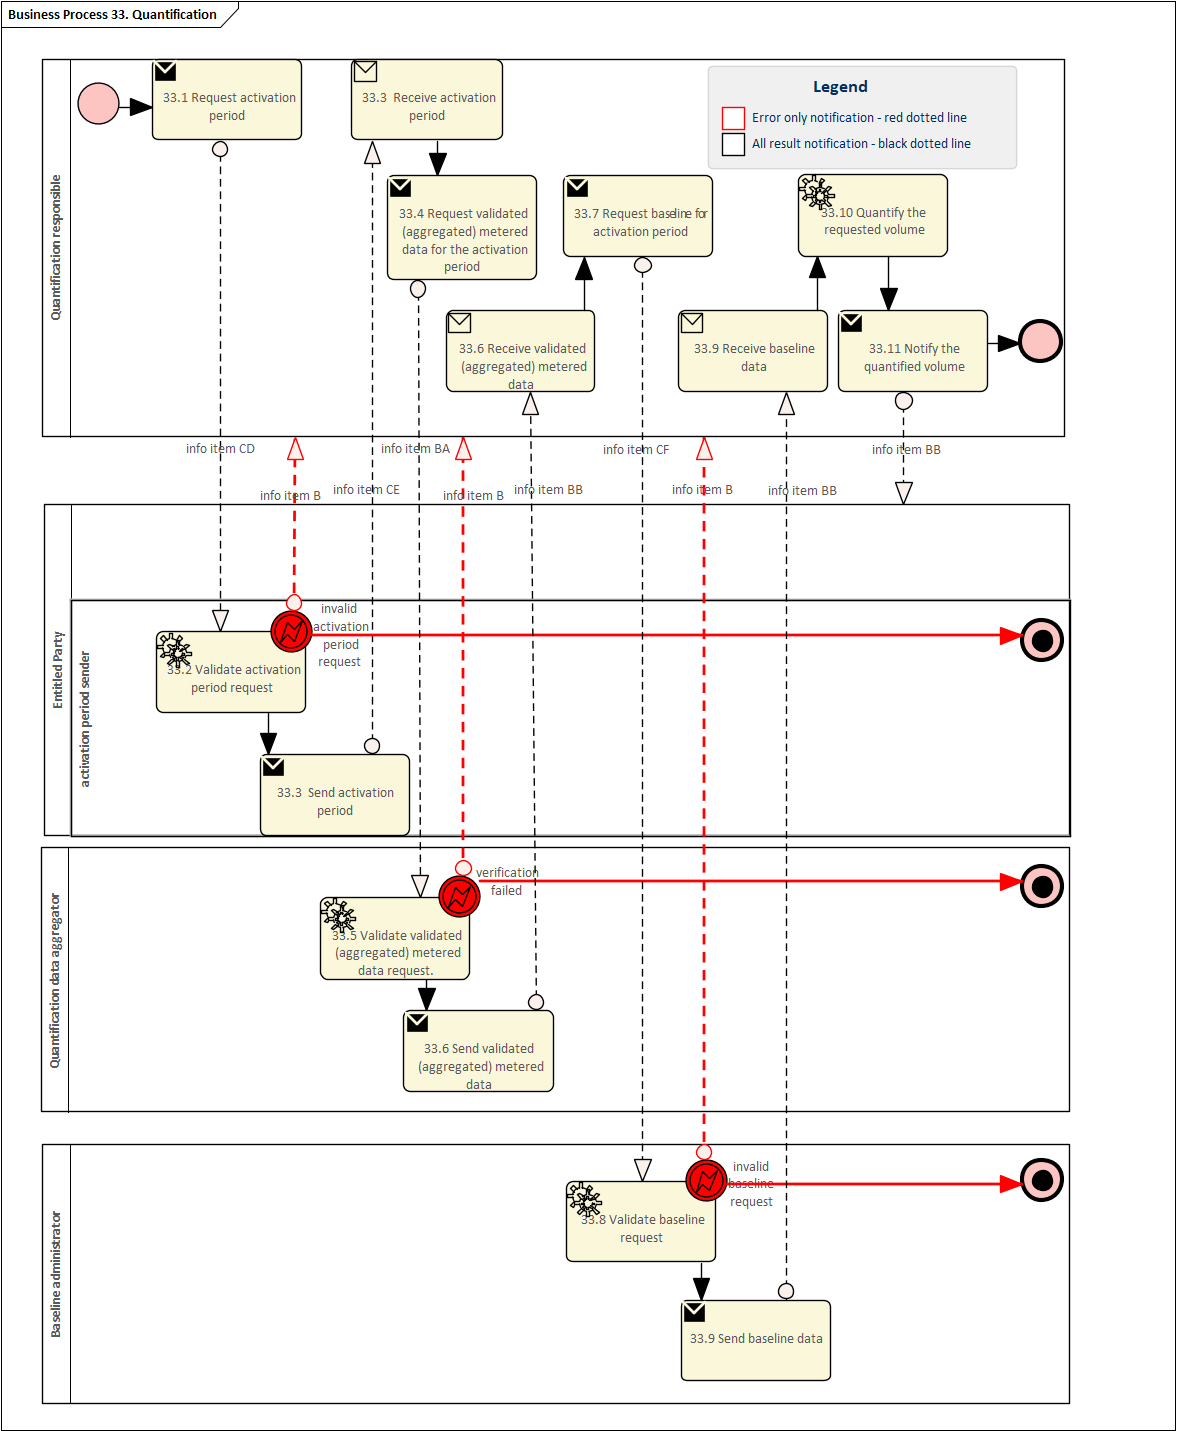 Business Process 33. Quantification
Quantification responsible
33.1 Request activation
period
33.3  Receive activation
period
Legend
Error only notification - red dotted line
All result notification - black dotted line
33.4 Request validated
(aggregated) metered
data for the activation
period
33.7 Request baseline for
activation period
33.10 Quantify the
requested volume
33.6 Receive validated
(aggregated) metered
data
33.9 Receive baseline
data
33.11 Notify the
quantified volume
info item CD
info item BA
info item CF
info item BB
info item B
info item CE
info item B
info item BB
info item B
info item BB
Entitled Party
activation period sender
invalid
activation
period
request
33.2 Validate activation
period request
33.3  Send activation
period
Quantification data aggregator
verification
failed
33.5 Validate validated
(aggregated) metered
data request.
33.6 Send validated
(aggregated) metered
data
Baseline administrator
invalid
baseline
request
33.8 Validate baseline
request
33.9 Send baseline data